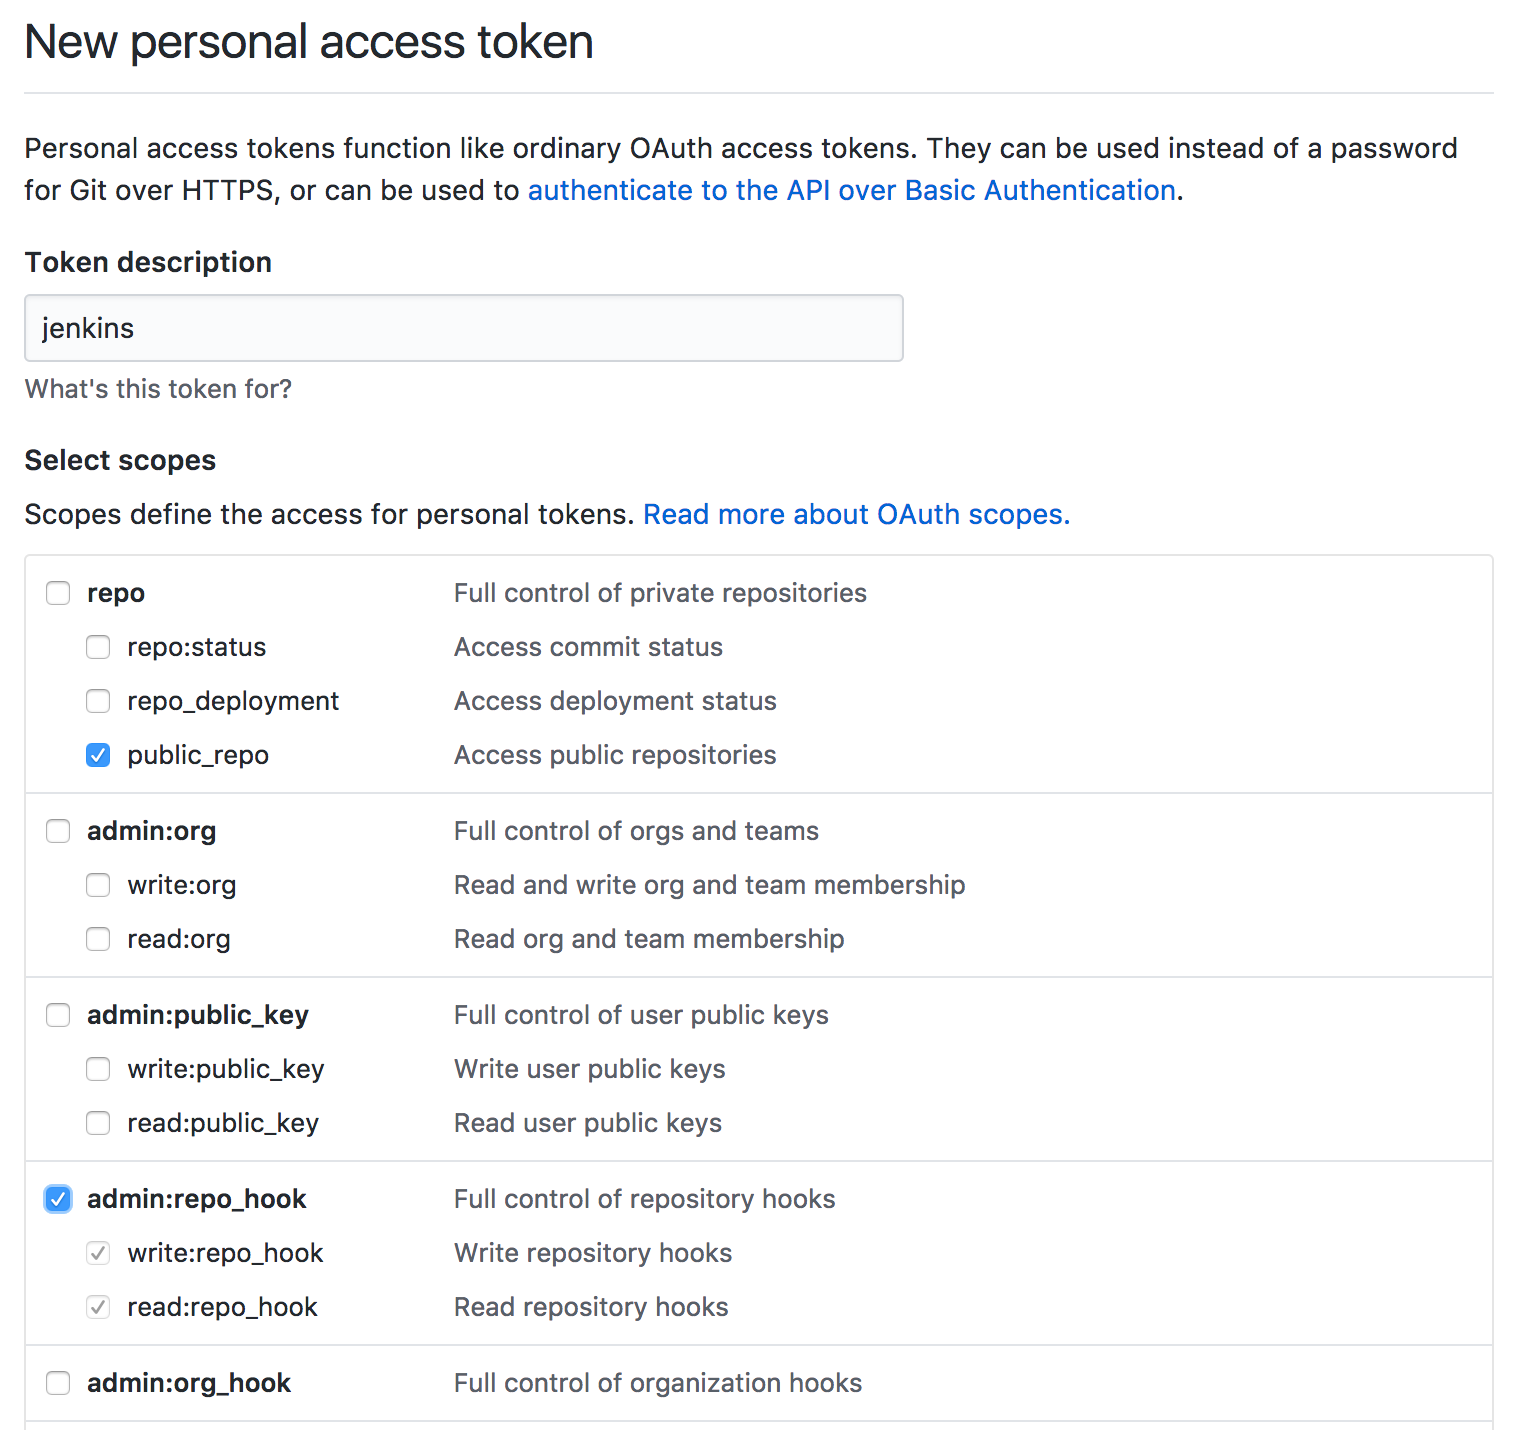 New personal access token
Personal access tokens function like ordinary OAuth access tokens. They can be used instead of a password
for Git over HTTPS, or can be used to authenticate to the API over Basic Authentication.
Token description
jenkins
What's this token for?
Select scopes
Scopes define the access for personal tokens. Read more about OAuth scopes.
repo Full control of private repositories
repo:status Access commit status
repo_deployment Access deployment status
public_repo Access public repositories
admin:org Full control of orgs and teams
write:org Read and write org and team membership
read:org Read org and team membership
admin:public_key Full control of user public keys
write:public_key Write user public keys
read:public_key Read user public keys
admin:repo_hook Full control of repository hooks
write:repo_hook Write repository hooks
read:repo_hook Read repository hooks
admin:org_hook Full control of organization hooks